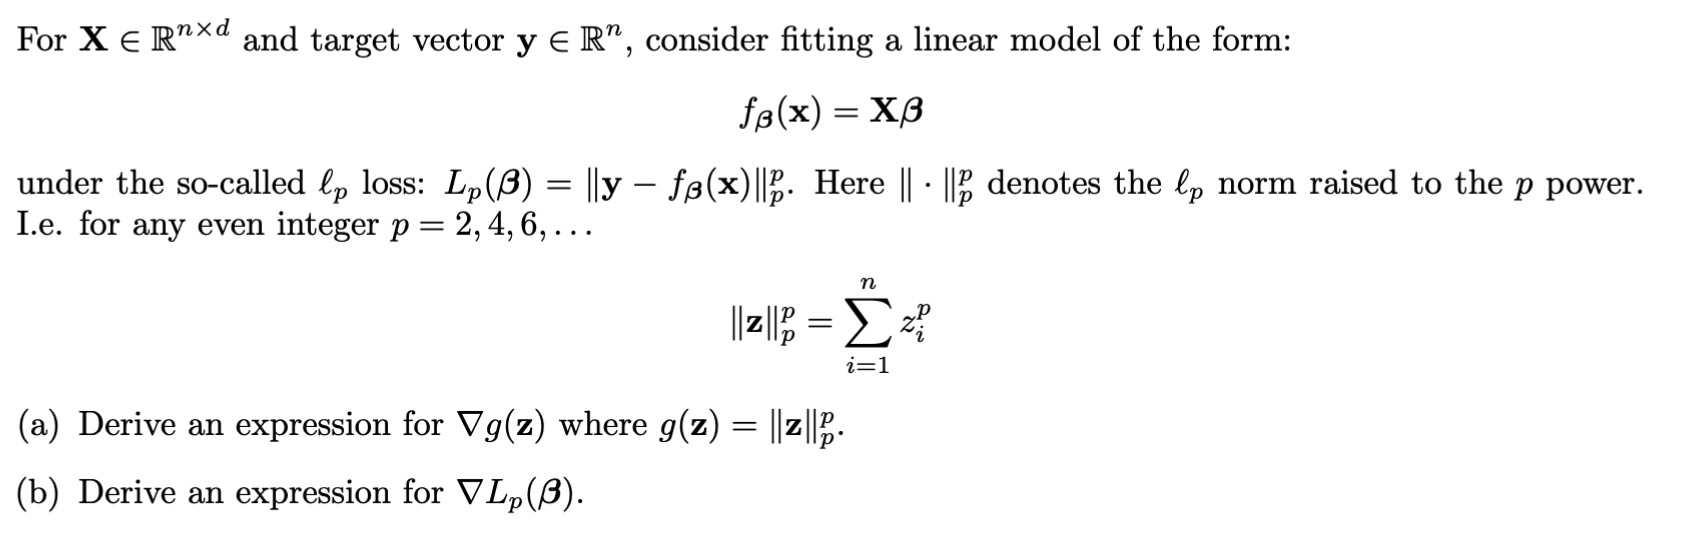 For $\mathbf{X} \in \mathbb{R}^{n \times d}$ and target vector $\mathbf{y} \in \mathbb{R}^n$, consider fitting a linear model of the form:
$f_{\boldsymbol{\beta}}(\mathbf{x}) = \mathbf{X}\boldsymbol{\beta}$
under the so-called $\ell_p$ loss: $L_p(\boldsymbol{\beta}) = \|\mathbf{y} - f_{\boldsymbol{\beta}}(\mathbf{x})\|_p^p$. Here $\|\cdot\|_p^p$ denotes the $\ell_p$ norm raised to the $p$ power.
I.e. for any even integer $p = 2, 4, 6, \ldots$
$\|\mathbf{z}\|_p^p = \sum_{i=1}^n z_i^p$
(a) Derive an expression for $\nabla g(\mathbf{z})$ where $g(\mathbf{z}) = \|\mathbf{z}\|_p^p$.
(b) Derive an expression for $\nabla L_p(\boldsymbol{\beta})$.